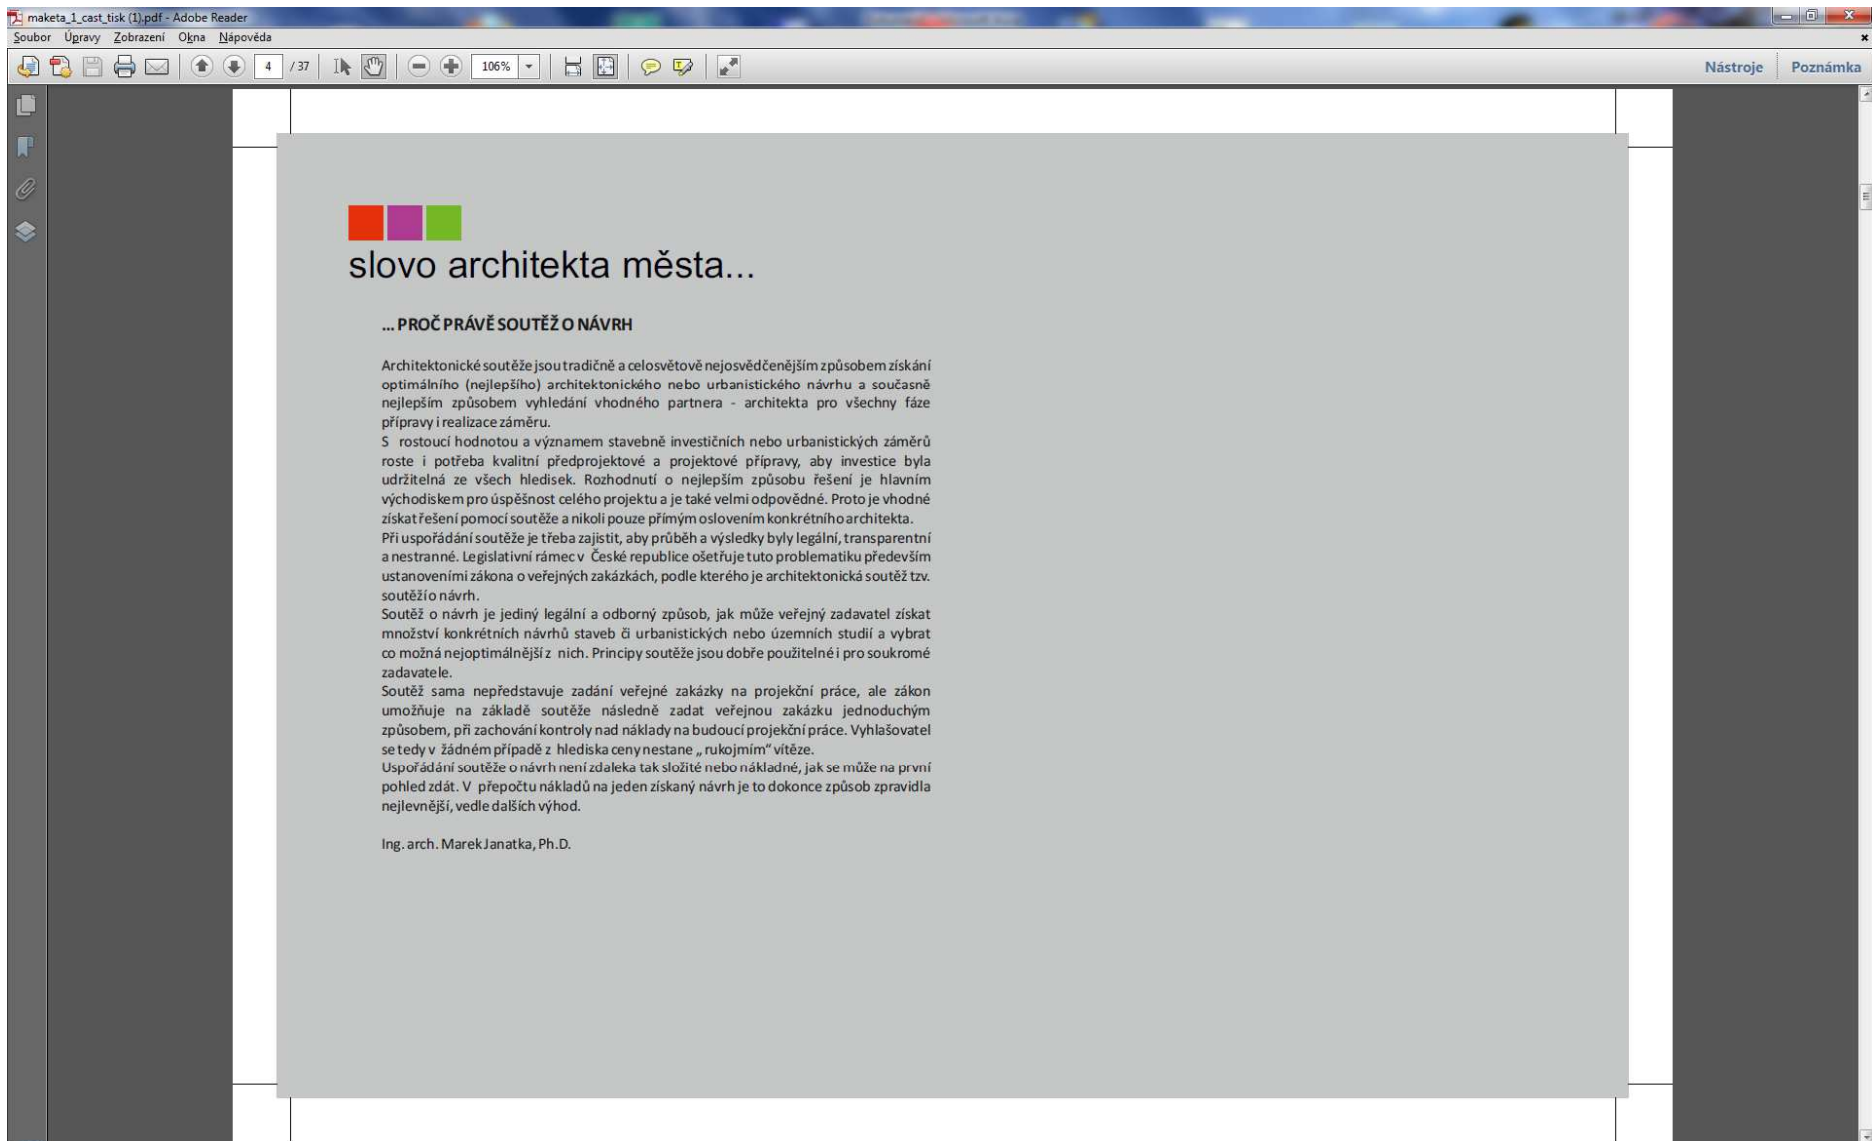 maketa_1_cast_tisk (1).pdf - Adobe Reader
Soubor Úpravy Zobrazení Okna Nápověda
4 / 37 106% Nástroje Poznámka
slovo architekta města...
... PROČ PRÁVĚ SOUTĚŽ O NÁVRH
Architektonické soutěže jsou tradičně a celosvětově nejosvědčenějším způsobem získání
optimálního (nejlepšího) architektonického nebo urbanistického návrhu a současně
nejlepším způsobem vyhledání vhodného partnera - architekta pro všechny fáze
přípravy i realizace záměru.
S rostoucí hodnotou a významem stavebně investičních nebo urbanistických záměrů
roste i potřeba kvalitní předprojektové a projektové přípravy, aby investice byla
udržitelná ze všech hledisek. Rozhodnutí o nejlepším způsobu řešení je hlavním
východiskem pro úspěšnost celého projektu a je také velmi odpovědné. Proto je vhodné
získat řešení pomocí soutěže a nikoli pouze přímým oslovením konkrétního architekta.
Při uspořádání soutěže je třeba zajistit, aby průběh a výsledky byly legální, transparentní
a nestranné. Legislativní rámec v České republice ošetřuje tuto problematiku především
ustanoveními zákona o veřejných zakázkách, podle kterého je architektonická soutěž tzv.
soutěží o návrh.
Soutěž o návrh je jediný legální a odborný způsob, jak může veřejný zadavatel získat
množství konkrétních návrhů staveb či urbanistických nebo územních studií a vybrat
co možná nejoptimálnější z nich. Principy soutěže jsou dobře použitelné i pro soukromé
zadavatele.
Soutěž sama nepředstavuje zadání veřejné zakázky na projekční práce, ale zákon
umožňuje na základě soutěže následně zadat veřejnou zakázku jednoduchým
způsobem, při zachování kontroly nad náklady na budoucí projekční práce. Vyhlašovatel
se tedy v žádném případě z hlediska ceny nestane „ rukojmím“ vítěze.
Uspořádání soutěže o návrh není zdaleka tak složité nebo nákladné, jak se může na první
pohled zdát. V přepočtu nákladů na jeden získaný návrh je to dokonce způsob zpravidla
nejlevnější, vedle dalších výhod.
Ing. arch. Marek Janatka, Ph.D.